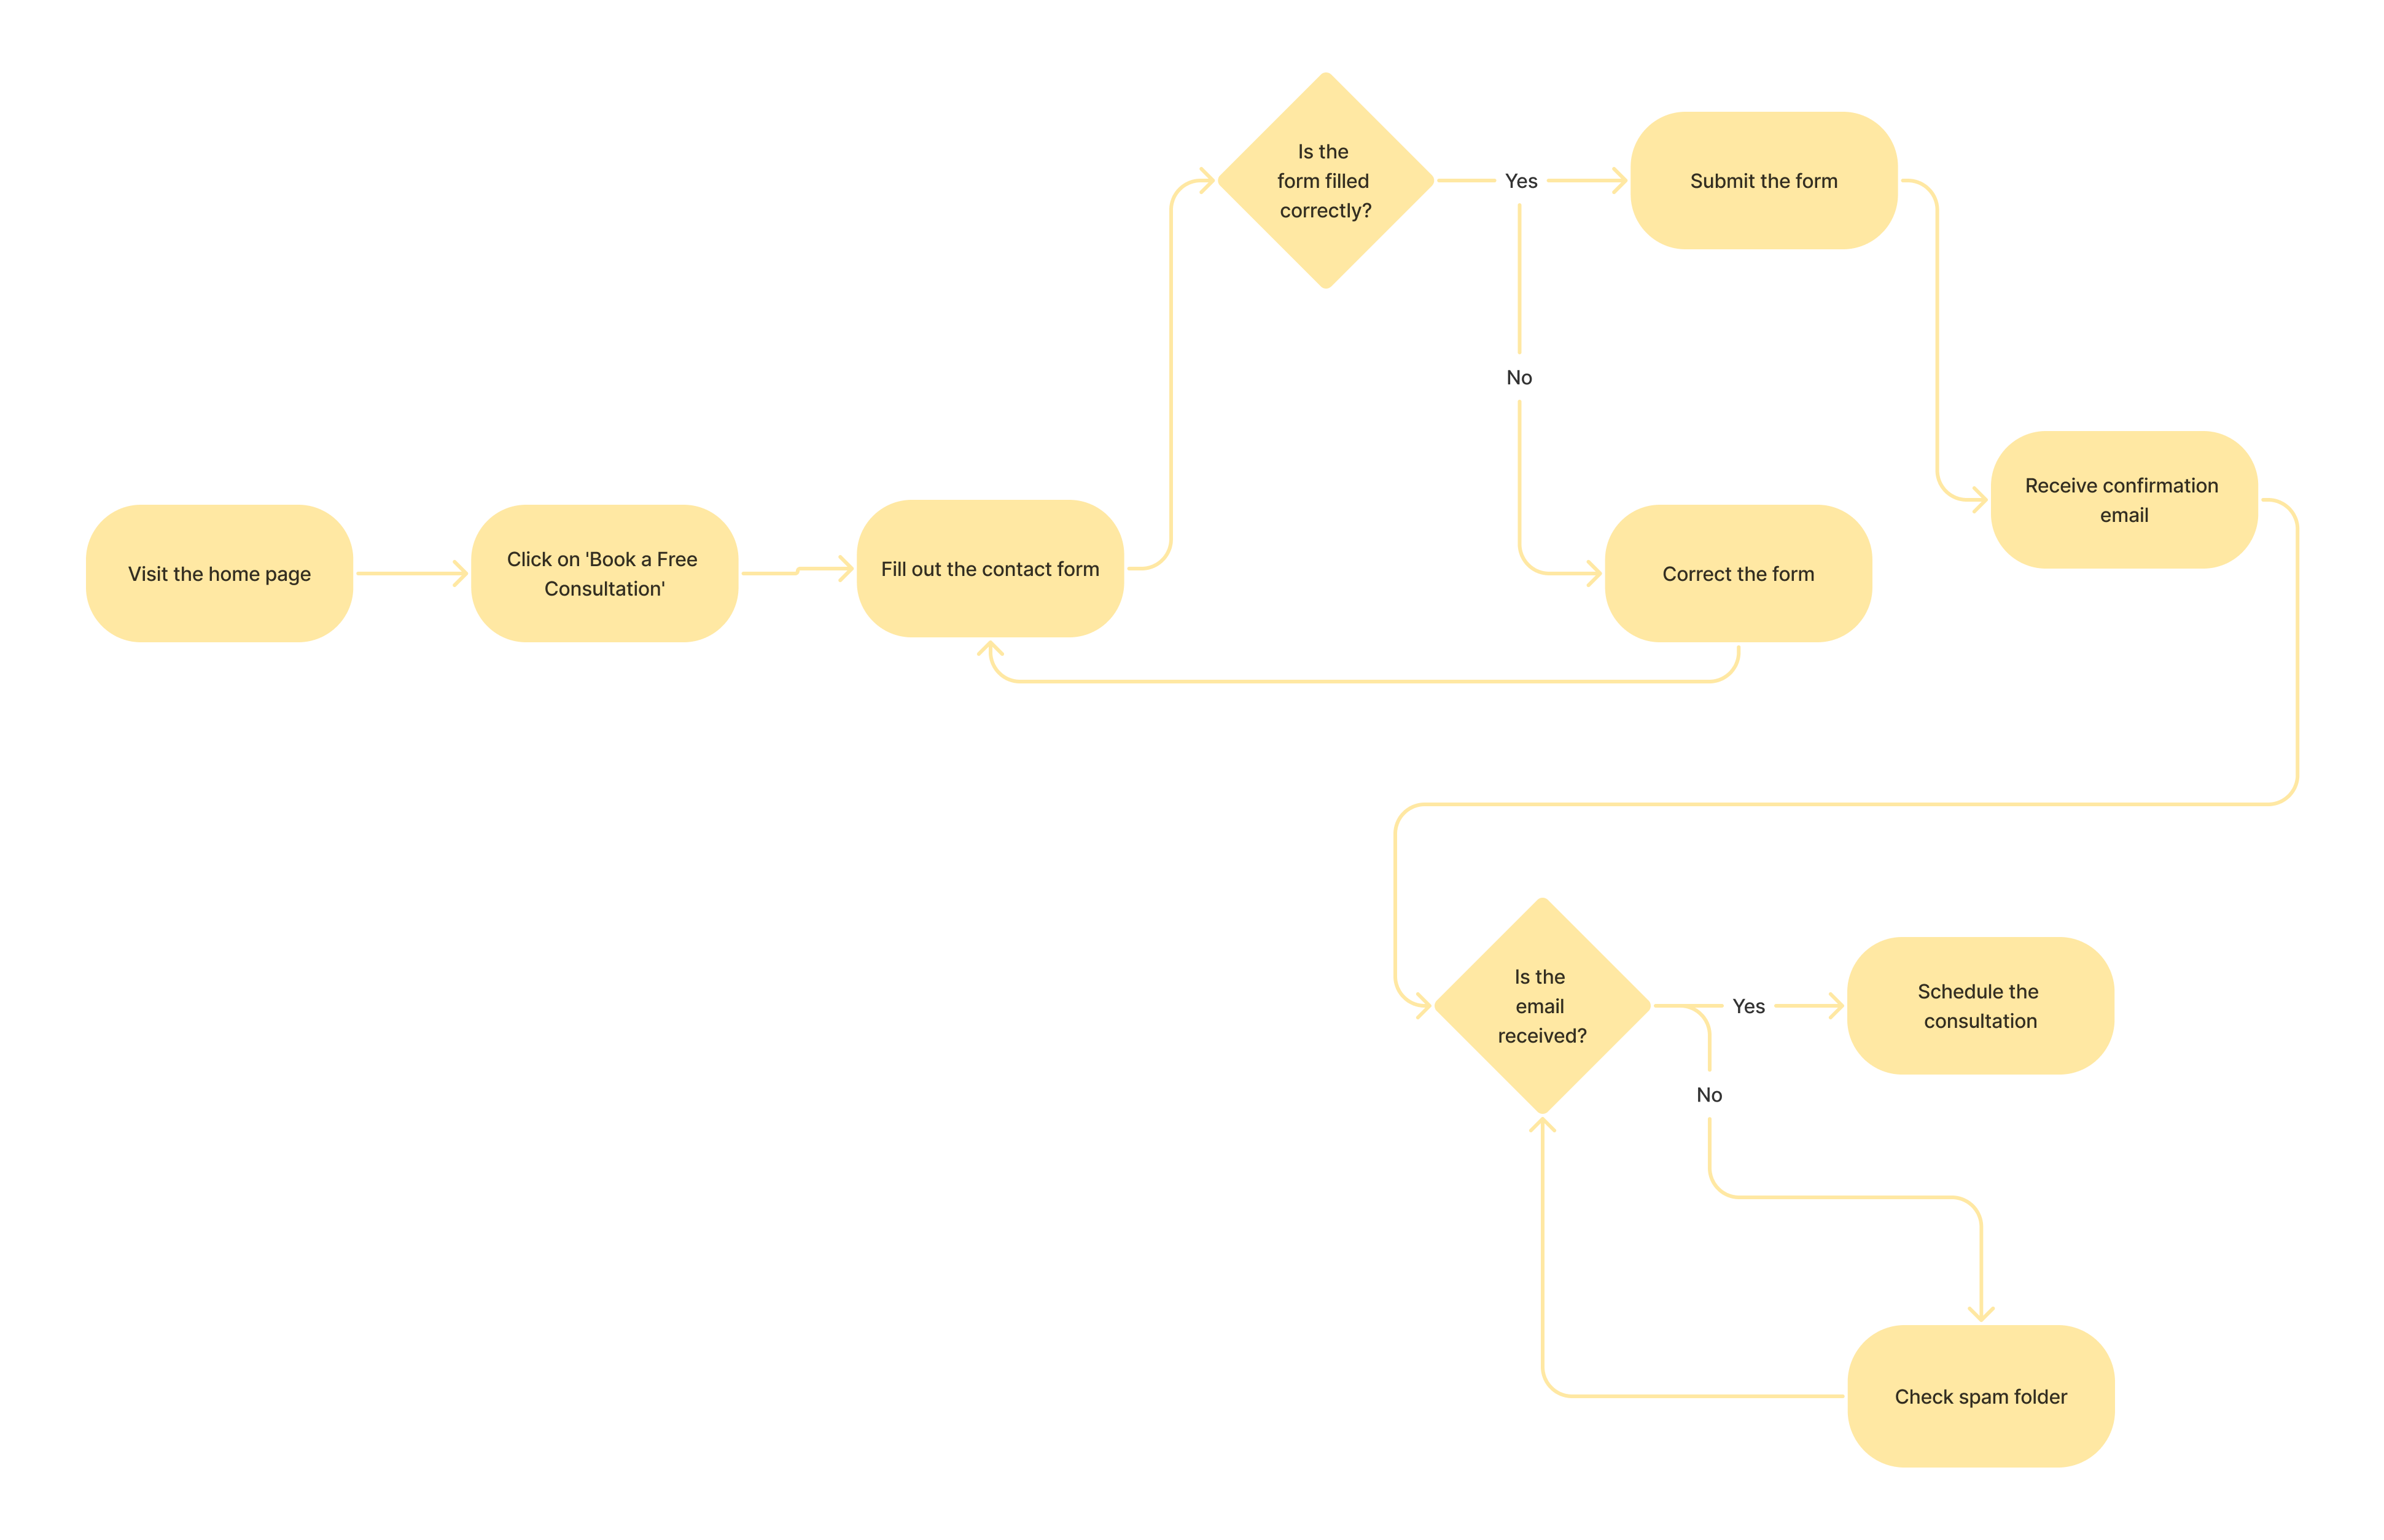 Is the
form filled
correctly?
Yes
Submit the form
No
Receive confirmation
email
Visit the home page
Click on 'Book a Free
Consultation'
Fill out the contact form
Correct the form
Is the
email
received?
Yes
Schedule the
consultation
No
Check spam folder